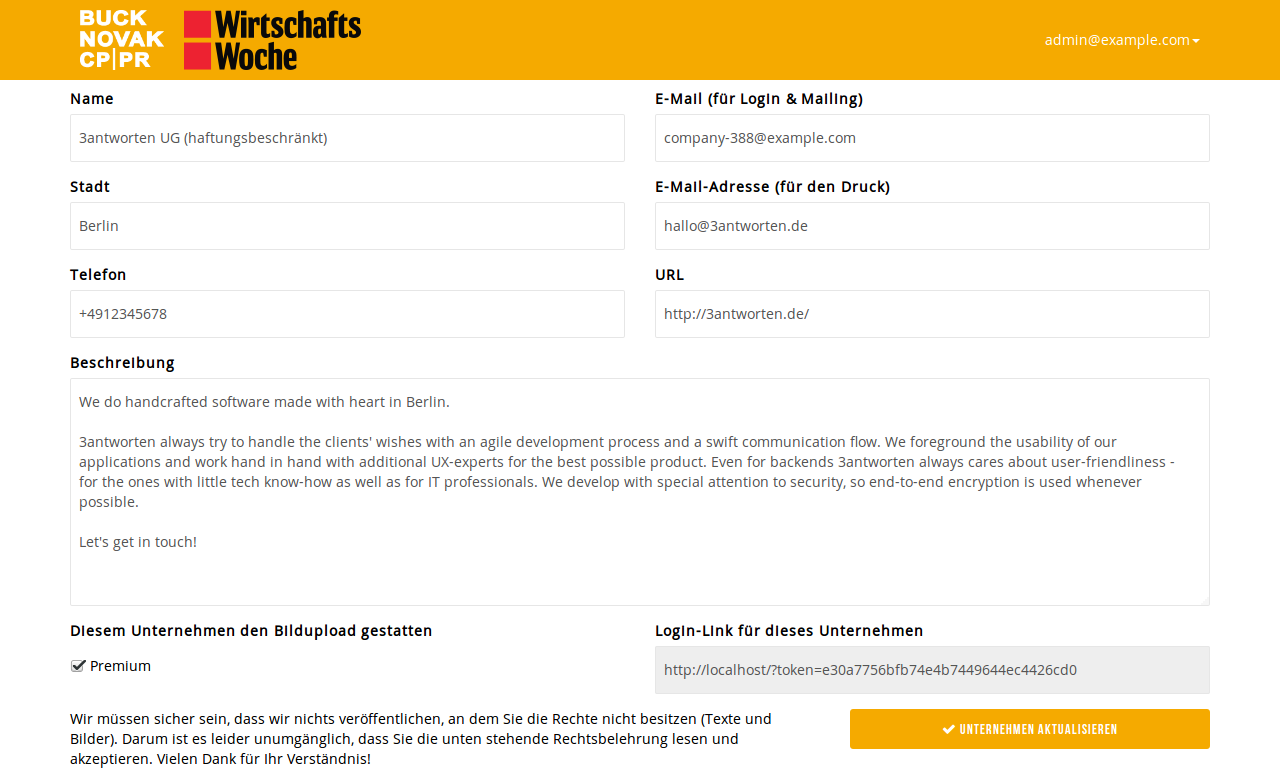 BUCK
NOVAK
CP|PR
Wirtschafts
Woche
admin@example.com
Name
E-Mail (für Login & Mailing)
3antworten UG (haftungsbeschränkt)
company-388@example.com
Stadt
E-Mail-Adresse (für den Druck)
Berlin
hallo@3antworten.de
Telefon
URL
+4912345678
http://3antworten.de/
Beschreibung
We do handcrafted software made with heart in Berlin.
3antworten always try to handle the clients' wishes with an agile development process and a swift communication flow. We foreground the usability of our
applications and work hand in hand with additional UX-experts for the best possible product. Even for backends 3antworten always cares about user-friendliness -
for the ones with little tech know-how as well as for IT professionals. We develop with special attention to security, so end-to-end encryption is used whenever
possible.
Let's get in touch!
Diesem Unternehmen den Bildupload gestatten
Login-Link für dieses Unternehmen
Premium
http://localhost/?token=e30a7756bfb74e4b7449644ec4426cd0
Wir müssen sicher sein, dass wir nichts veröffentlichen, an dem Sie die Rechte nicht besitzen (Texte und
Bilder). Darum ist es leider unumgänglich, dass Sie die unten stehende Rechtsbelehrung lesen und
akzeptieren. Vielen Dank für Ihr Verständnis!
UNTERNEHMEN AKTUALISIEREN